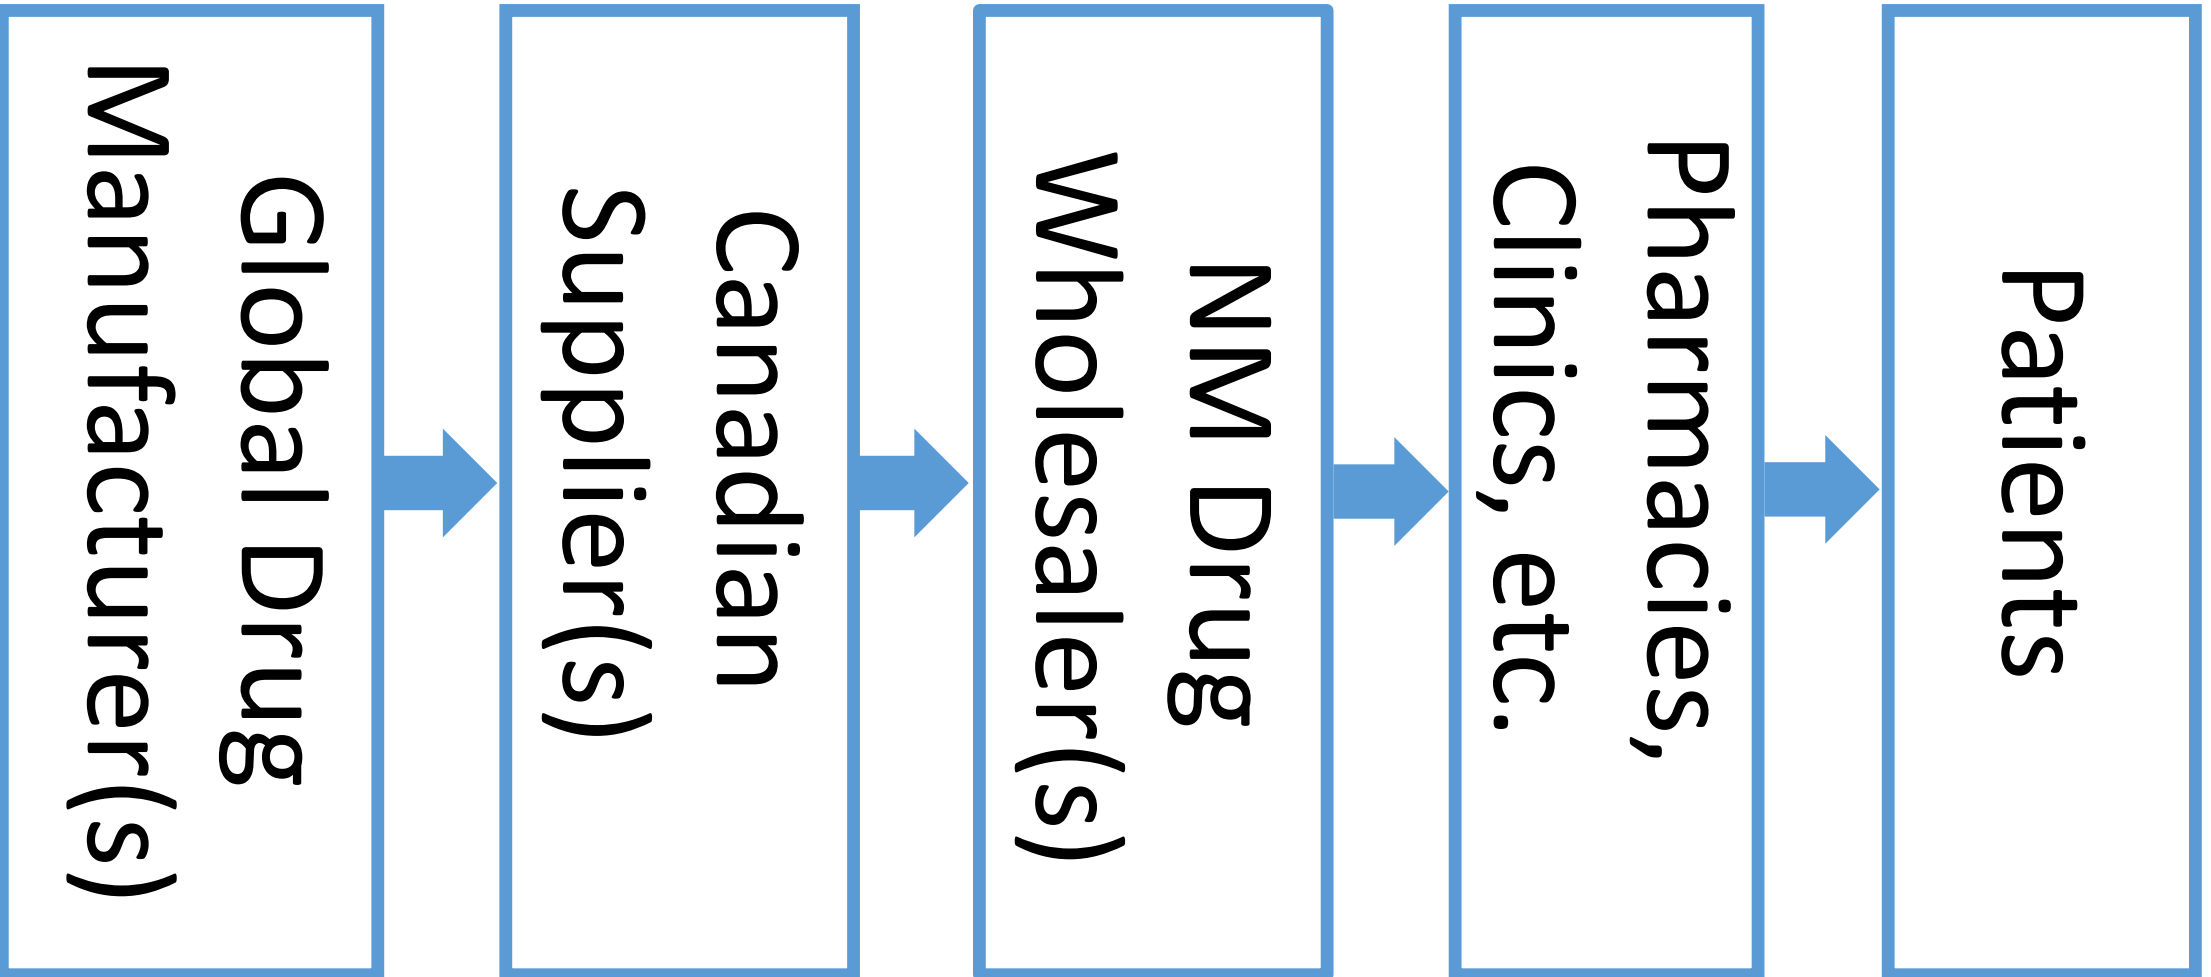 Global Drug
Manufacturer(s)
Canadian
Supplier(s)
NM Drug
Wholesaler(s)
Pharmacies,
Clinics, etc.
Patients